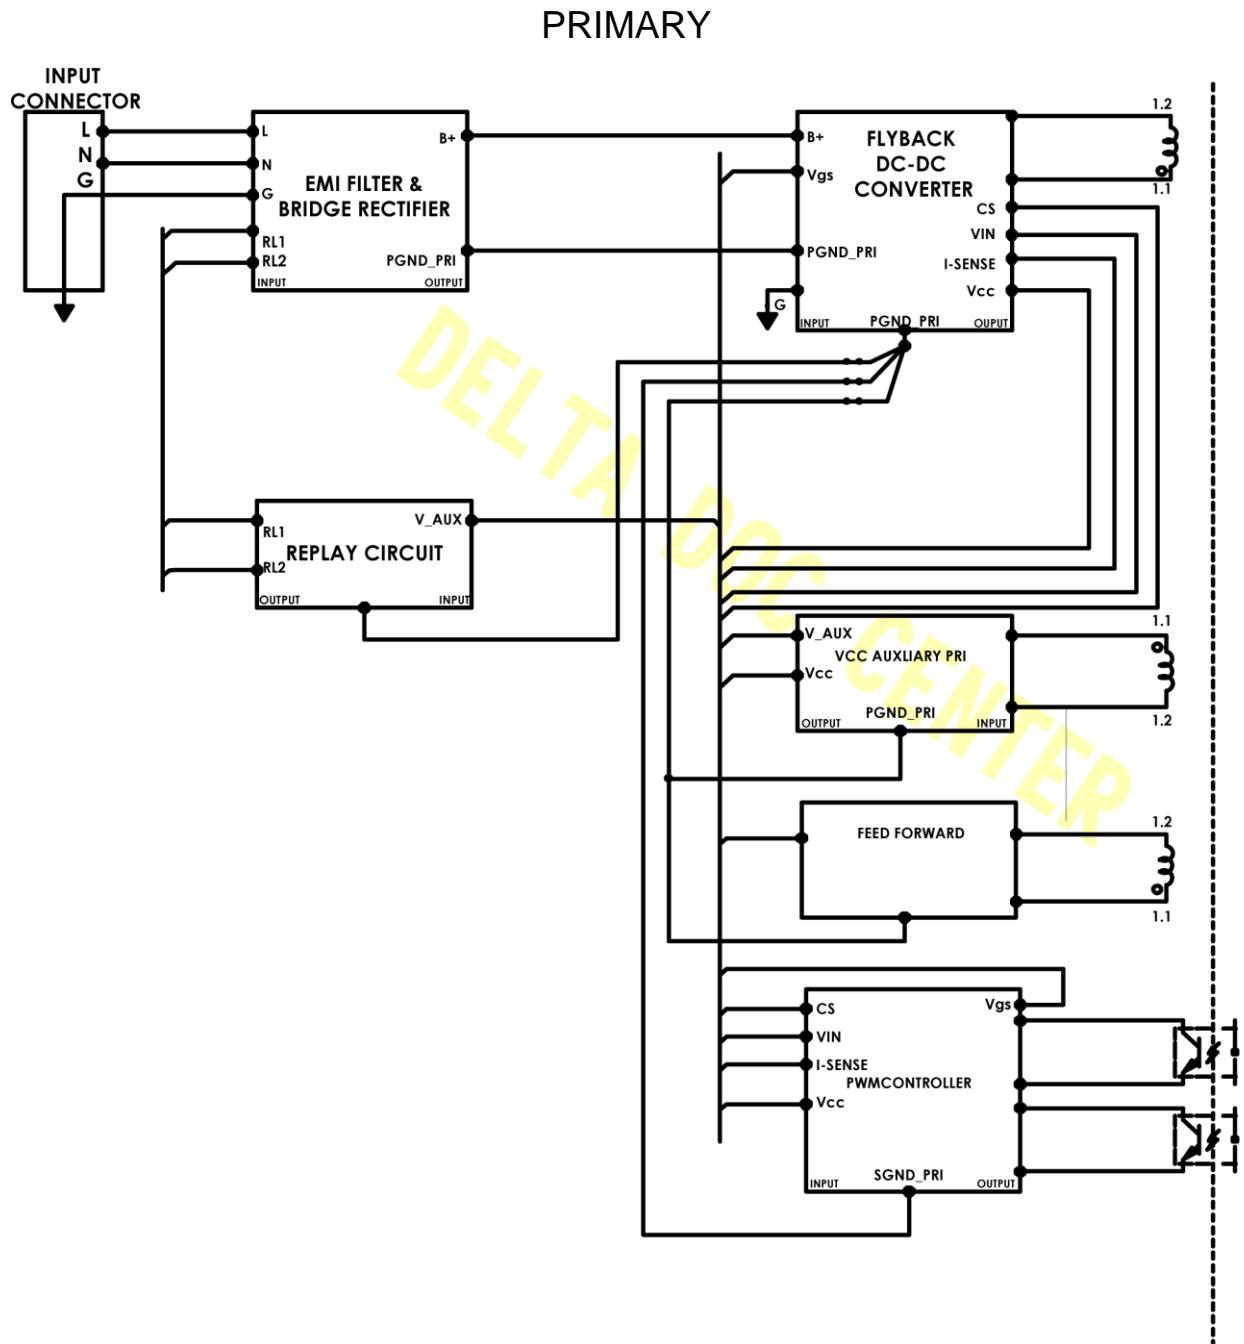 PRIMARY
INPUT
CONNECTOR
L
N
G
L
N
G
RL1
RL2
INPUT
EMI FILTER &
BRIDGE RECTIFIER
B+
PGND_PRI
OUTPUT
B+
Vgs
PGND_PRI
G
INPUT
FLYBACK
DC-DC
CONVERTER
CS
VIN
I-SENSE
Vcc
PGND_PRI
OUPUT
1.2
1.1
DELTA DOC CENTER
RL1
RL2
OUTPUT
REPLAY CIRCUIT
V_AUX
INPUT
V_AUX
Vcc
VCC AUXLIARY PRI
PGND_PRI
OUTPUT
INPUT
1.1
1.2
FEED FORWARD
1.2
1.1
CS
VIN
I-SENSE
Vcc
Vgs
PWMCONTROLLER
SGND_PRI
INPUT
OUTPUT